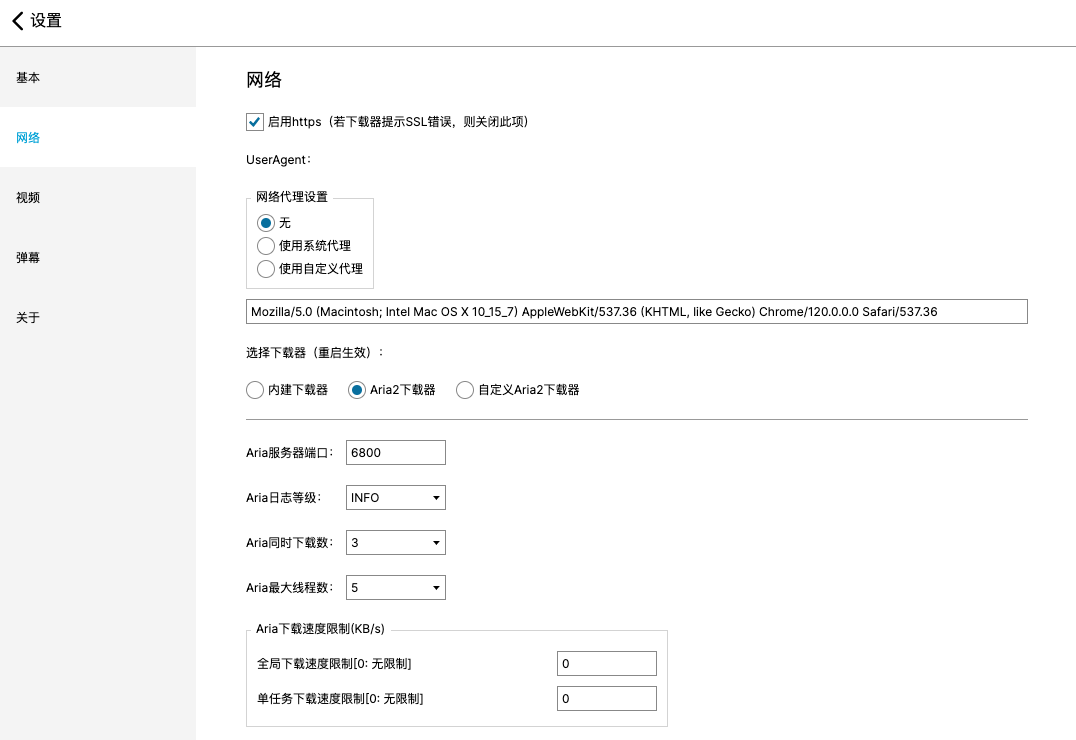 设置
基本
网络
视频
弹幕
关于
网络
启用https（若下载器提示SSL错误，则关闭此项）
UserAgent：
网络代理设置
无
使用系统代理
使用自定义代理
Mozilla/5.0 (Macintosh; Intel Mac OS X 10_15_7) AppleWebKit/537.36 (KHTML, like Gecko) Chrome/120.0.0.0 Safari/537.36
选择下载器（重启生效）：
内建下载器 Aria2下载器 自定义Aria2下载器
Aria服务器端口： 6800
Aria日志等级： INFO
Aria同时下载数： 3
Aria最大线程数： 5
Aria下载速度限制(KB/s)
全局下载速度限制[0: 无限制] 0
单任务下载速度限制[0: 无限制] 0